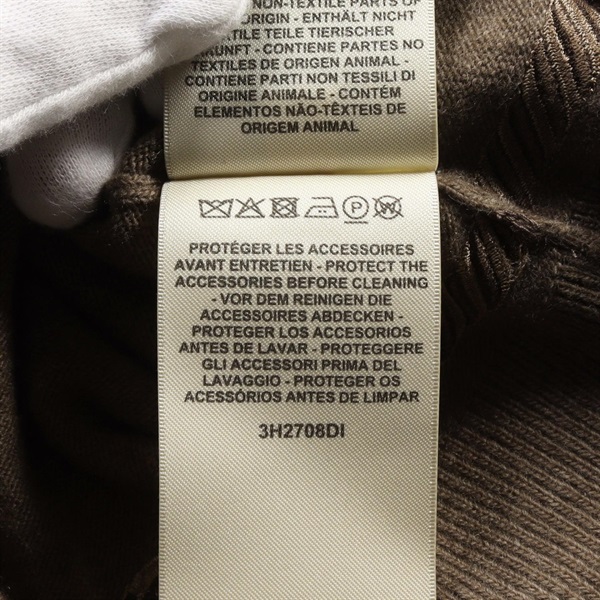 NON-TEXTILE PARTS OF
ORIGIN - ENTHÄLT NICHT
TEXTILE TEILE TIERISCHER
- CONTIENE PARTES NO
TEXTILES DE ORIGEN ANIMAL -
CONTIENE PARTI NON TESSILI DI
ORIGINE ANIMALE - CONTÉM
ELEMENTOS NÃO-TÊXTEIS DE
ORIGEM ANIMAL
P W
PROTÉGER LES ACCESSOIRES
AVANT ENTRETIEN - PROTECT THE
ACCESSORIES BEFORE CLEANING
- VOR DEM REINIGEN DIE
ACCESSOIRES ABDECKEN -
PROTEGER LOS ACCESORIOS
ANTES DE LAVAR - PROTEGGERE
GLI ACCESSORI PRIMA DEL
LAVAGGIO - PROTEGER OS
ACESSÓRIOS ANTES DE LIMPAR
3H2708DI